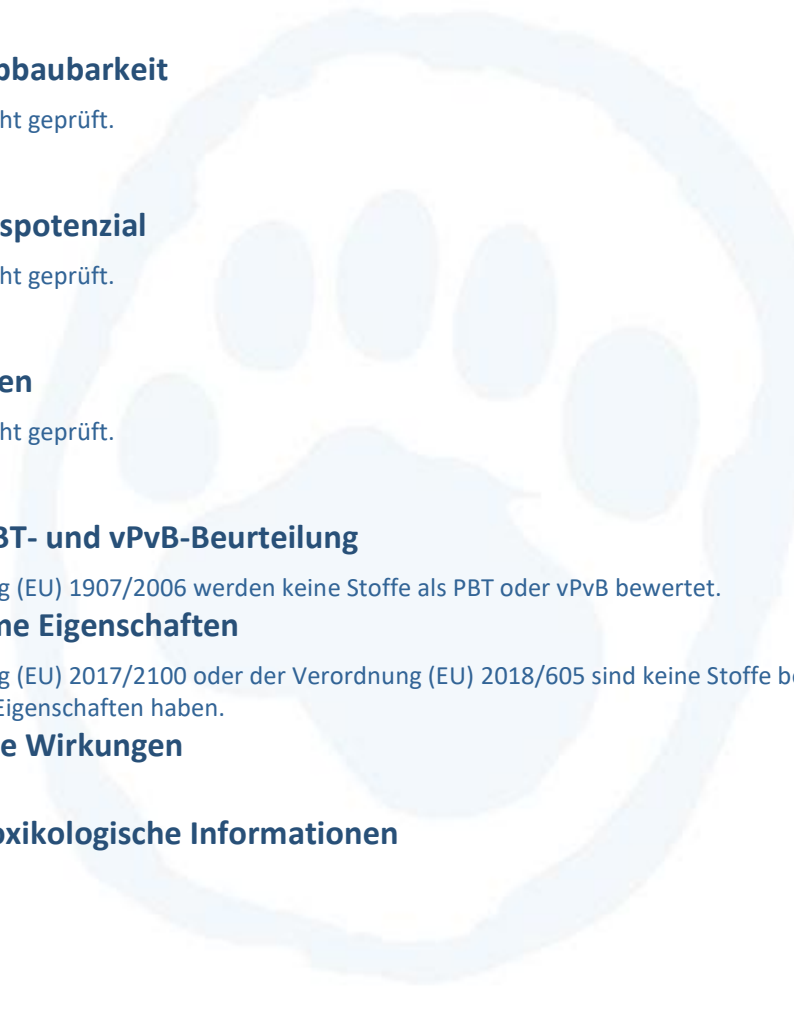 bbaubarkeit
ht geprüft.
spotenzial
ht geprüft.
en
ht geprüft.
BT- und vPvB-Beurteilung
g (EU) 1907/2006 werden keine Stoffe als PBT oder vPvB bewertet.
me Eigenschaften
g (EU) 2017/2100 oder der Verordnung (EU) 2018/605 sind keine Stoffe b
Eigenschaften haben.
e Wirkungen
oxikologische Informationen